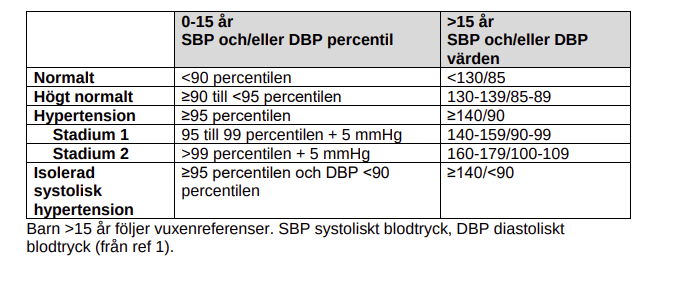 0-15 år
SBP och/eller DBP percentil
>15 år
SBP och/eller DBP
värden
Normalt <90 percentilen <130/85
Högt normalt ≥90 till <95 percentilen 130-139/85-89
Hypertension ≥95 percentilen ≥140/90
Stadium 1 95 till 99 percentilen + 5 mmHg 140-159/90-99
Stadium 2 >99 percentilen + 5 mmHg 160-179/100-109
Isolerad
systolisk
hypertension
≥95 percentilen och DBP <90
percentilen
≥140/<90
Barn >15 år följer vuxenreferenser. SBP systoliskt blodtryck, DBP diastoliskt
blodtryck (från ref 1).